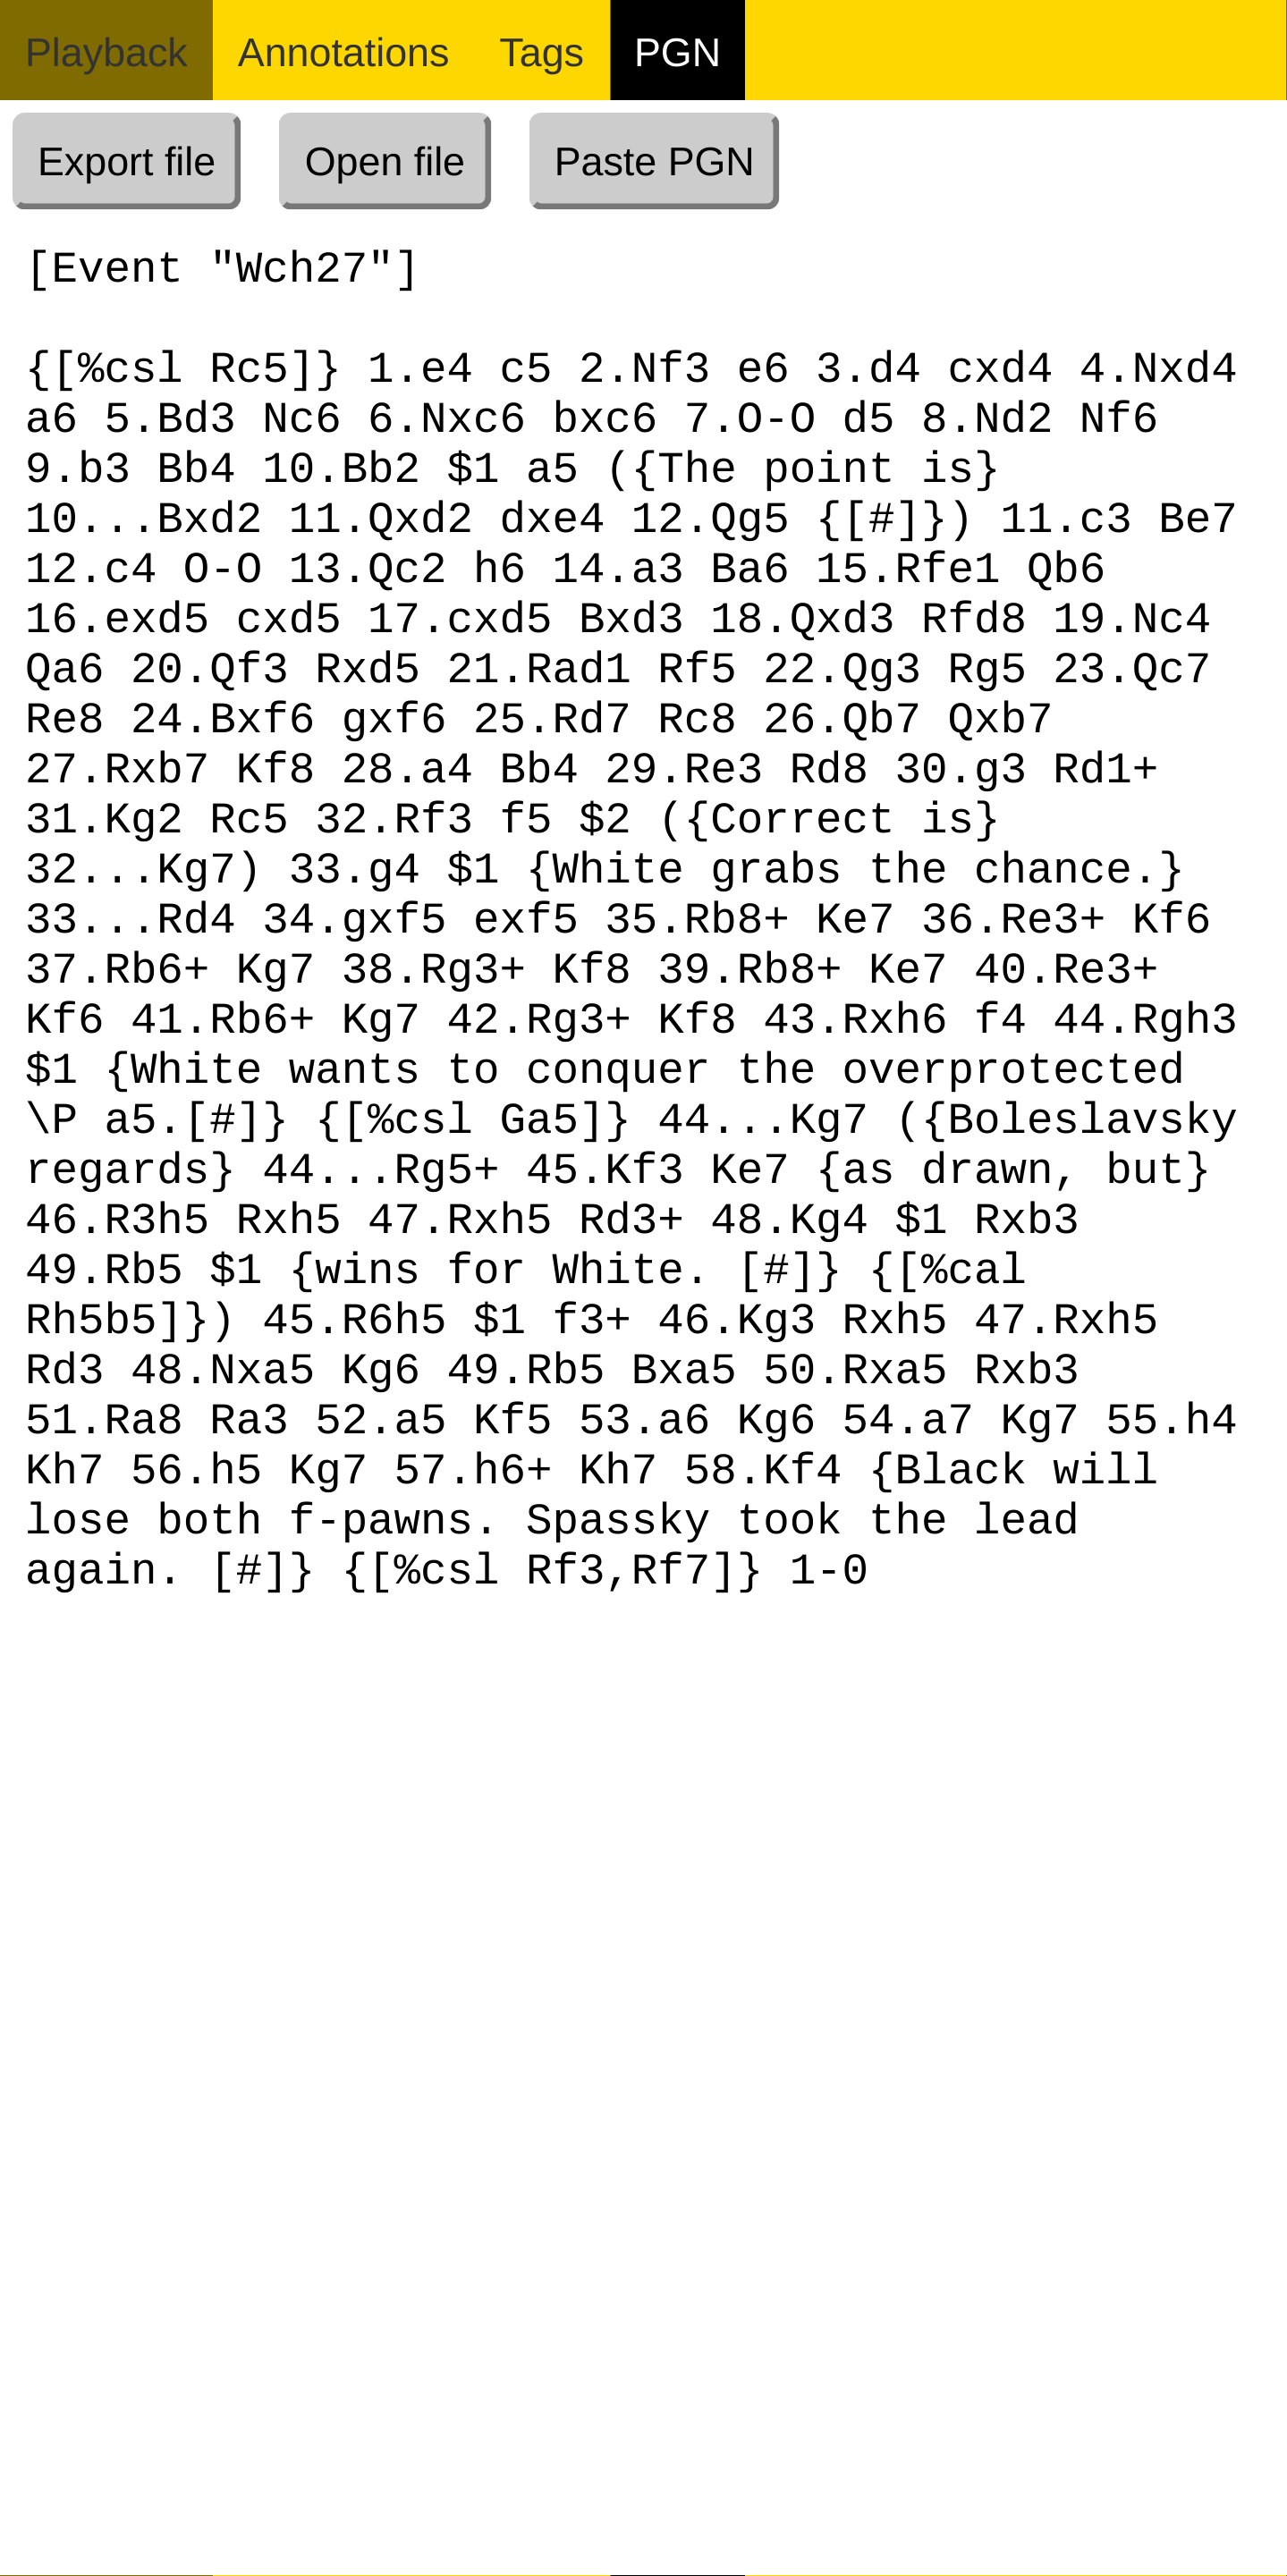 Playback Annotations Tags PGN
Export file Open file Paste PGN
[Event "Wch27"]
{[%csl Rc5]} 1.e4 c5 2.Nf3 e6 3.d4 cxd4 4.Nxd4
a6 5.Bd3 Nc6 6.Nxc6 bxc6 7.O-O d5 8.Nd2 Nf6
9.b3 Bb4 10.Bb2 $1 a5 ({The point is}
10...Bxd2 11.Qxd2 dxe4 12.Qg5 {[#]}) 11.c3 Be7
12.c4 O-O 13.Qc2 h6 14.a3 Ba6 15.Rfe1 Qb6
16.exd5 cxd5 17.cxd5 Bxd3 18.Qxd3 Rfd8 19.Nc4
Qa6 20.Qf3 Rxd5 21.Rad1 Rf5 22.Qg3 Rg5 23.Qc7
Re8 24.Bxf6 gxf6 25.Rd7 Rc8 26.Qb7 Qxb7
27.Rxb7 Kf8 28.a4 Bb4 29.Re3 Rd8 30.g3 Rd1+
31.Kg2 Rc5 32.Rf3 f5 $2 ({Correct is}
32...Kg7) 33.g4 $1 {White grabs the chance.}
33...Rd4 34.gxf5 exf5 35.Rb8+ Ke7 36.Re3+ Kf6
37.Rb6+ Kg7 38.Rg3+ Kf8 39.Rb8+ Ke7 40.Re3+
Kf6 41.Rb6+ Kg7 42.Rg3+ Kf8 43.Rxh6 f4 44.Rgh3
$1 {White wants to conquer the overprotected
\P a5.[#]} {[%csl Ga5]} 44...Kg7 ({Boleslavsky
regards} 44...Rg5+ 45.Kf3 Ke7 {as drawn, but}
46.R3h5 Rxh5 47.Rxh5 Rd3+ 48.Kg4 $1 Rxb3
49.Rb5 $1 {wins for White. [#]} {[%cal
Rh5b5]}) 45.R6h5 $1 f3+ 46.Kg3 Rxh5 47.Rxh5
Rd3 48.Nxa5 Kg6 49.Rb5 Bxa5 50.Rxa5 Rxb3
51.Ra8 Ra3 52.a5 Kf5 53.a6 Kg6 54.a7 Kg7 55.h4
Kh7 56.h5 Kg7 57.h6+ Kh7 58.Kf4 {Black will
lose both f-pawns. Spassky took the lead
again. [#]} {[%csl Rf3,Rf7]} 1-0